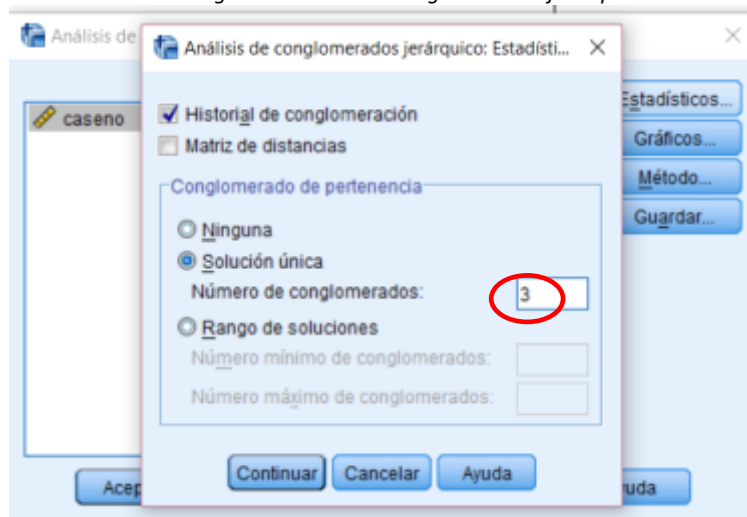 Análisis de
Análisis de conglomerados jerárquico: Estadísti...
caseno
Historial de conglomeración
Matriz de distancias
Conglomerado de pertenencia
Ninguna
Solución única
Número de conglomerados: 3
Rango de soluciones
Número mínimo de conglomerados:
Número máximo de conglomerados:
Continuar Cancelar Ayuda
Estadísticos...
Gráficos...
Método...
Guardar...
Acep
uda